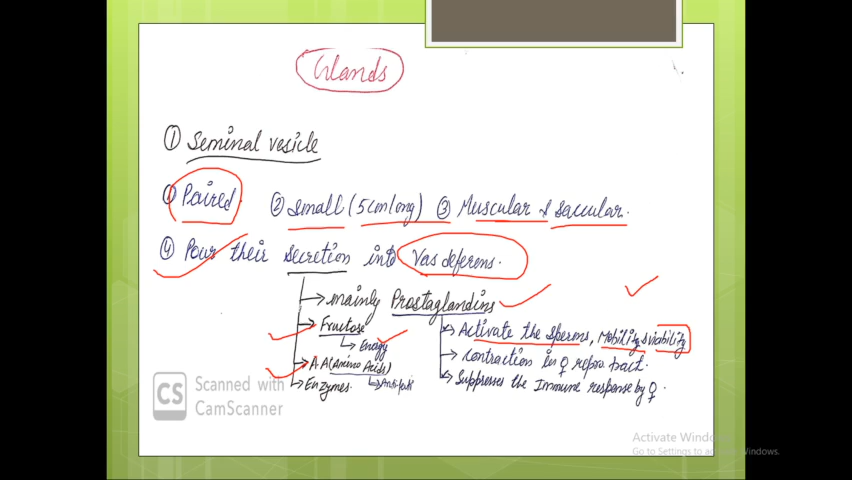 Glands
① Seminal vesicle
① Paired. ② Small (5cm long) ③ Muscular & Saccular.
④ Pour their secretion into Vas deferens.
→ mainly Prostaglandins
→ Fructose → Activate the Sperms, Mobility & viability
→ Energy
→ Contraction in ♀ repro tract.
→ A.A (Amino Acids)
→ Suppresses the Immune response by ♀.
→ Enzymes.
CS Scanned with
CamScanner
Activate Windo
Go to Settings to a Windows.